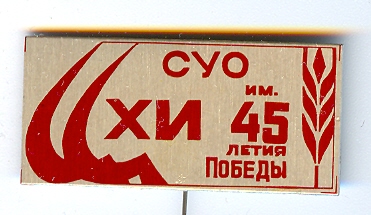 СУО
ХИ
им.
45
ЛЕТИЯ
ПОБЕДЫ